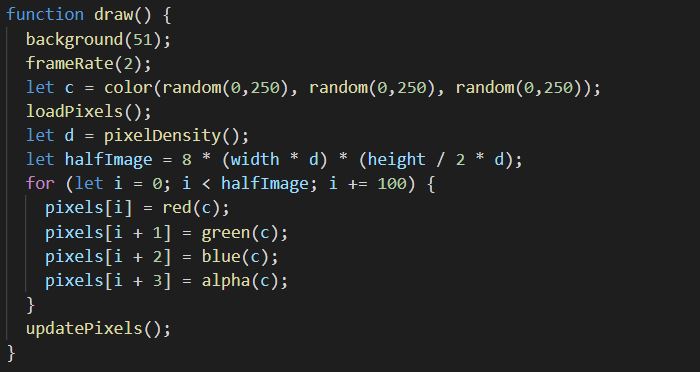 function draw() {
  background(51);
  frameRate(2);
  let c = color(random(0,250), random(0,250), random(0,250));
  loadPixels();
  let d = pixelDensity();
  let halfImage = 8 * (width * d) * (height / 2 * d);
  for (let i = 0; i < halfImage; i += 100) {
    pixels[i] = red(c);
    pixels[i + 1] = green(c);
    pixels[i + 2] = blue(c);
    pixels[i + 3] = alpha(c);
  }
  updatePixels();
}